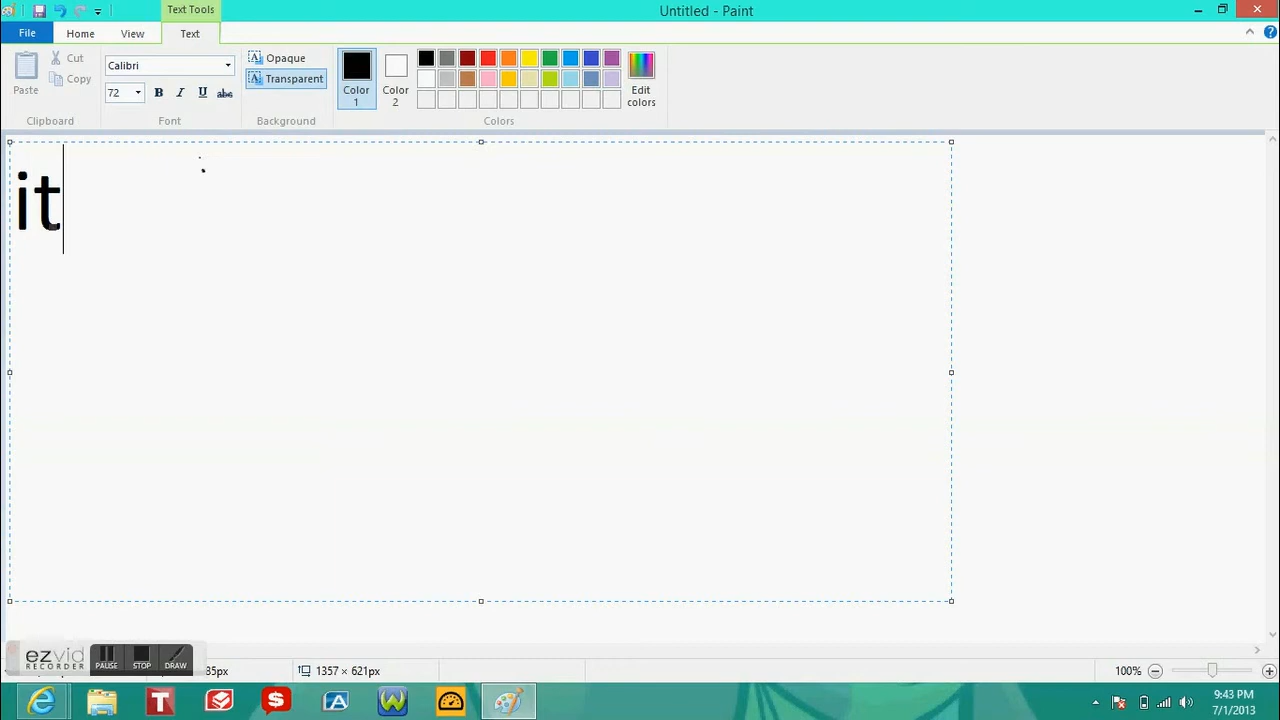 Text Tools
Untitled - Paint
File
Home
View
Text
Paste
Cut
Copy
Clipboard
Calibri
72
B I U abc
Font
Opaque
Transparent
Background
Color 1
Color 2
Edit colors
Colors
it
ezvid
RECORDER
PAUSE
STOP
DRAW
35px
1357 × 621px
100%
9:43 PM
7/1/2013